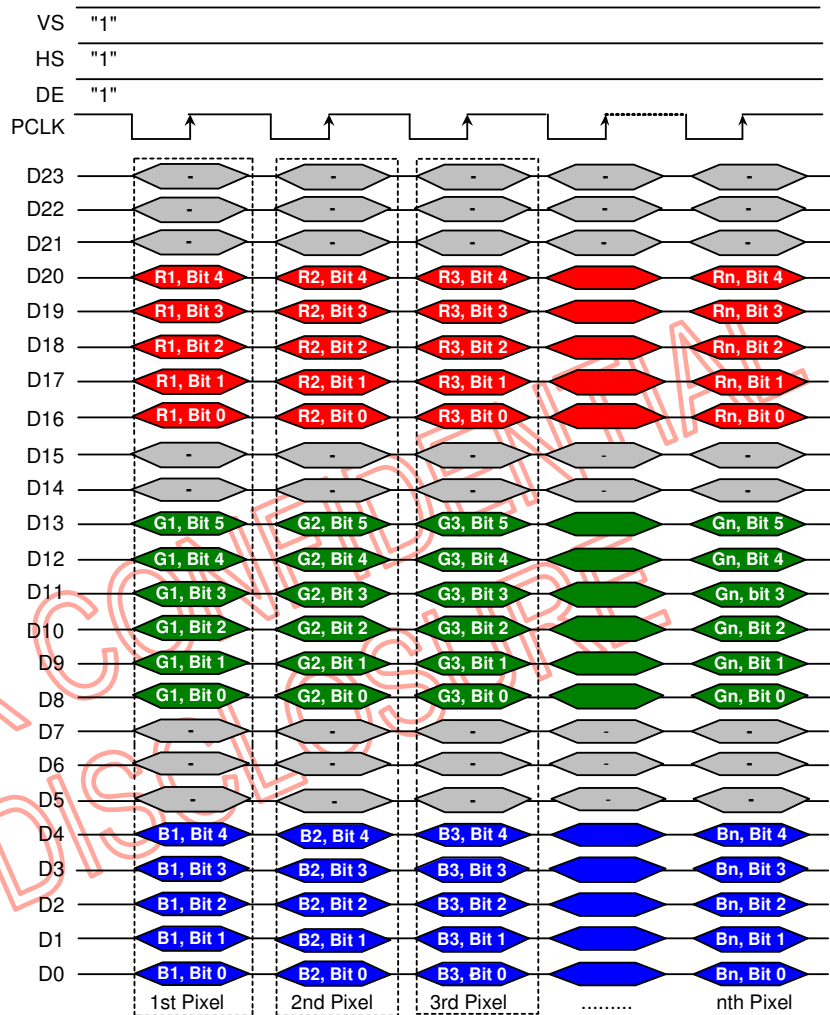 VS "1"
HS "1"
DE "1"
PCLK
D23 - - - - -
D22 - - - - -
D21 - - - - -
D20 R1, Bit 4 R2, Bit 4 R3, Bit 4 Rn, Bit 4
D19 R1, Bit 3 R2, Bit 3 R3, Bit 3 Rn, Bit 3
D18 R1, Bit 2 R2, Bit 2 R3, Bit 2 Rn, Bit 2
D17 R1, Bit 1 R2, Bit 1 R3, Bit 1 Rn, Bit 1
D16 R1, Bit 0 R2, Bit 0 R3, Bit 0 Rn, Bit 0
D15 - - - - -
D14 - - - - -
D13 G1, Bit 5 G2, Bit 5 G3, Bit 5 Gn, Bit 5
D12 G1, Bit 4 G2, Bit 4 G3, Bit 4 Gn, Bit 4
D11 G1, Bit 3 G2, Bit 3 G3, Bit 3 Gn, bit 3
D10 G1, Bit 2 G2, Bit 2 G3, Bit 2 Gn, Bit 2
D9 G1, Bit 1 G2, Bit 1 G3, Bit 1 Gn, Bit 1
D8 G1, Bit 0 G2, Bit 0 G3, Bit 0 Gn, Bit 0
D7 - - - - -
D6 - - - - -
D5 - - - - -
D4 B1, Bit 4 B2, Bit 4 B3, Bit 4 Bn, Bit 4
D3 B1, Bit 3 B2, Bit 3 B3, Bit 3 Bn, Bit 3
D2 B1, Bit 2 B2, Bit 2 B3, Bit 2 Bn, Bit 2
D1 B1, Bit 1 B2, Bit 1 B3, Bit 1 Bn, Bit 1
D0 B1, Bit 0 B2, Bit 0 B3, Bit 0 Bn, Bit 0
1st Pixel 2nd Pixel 3rd Pixel ......... nth Pixel
CONFIDENTIAL
DISCLOSURE